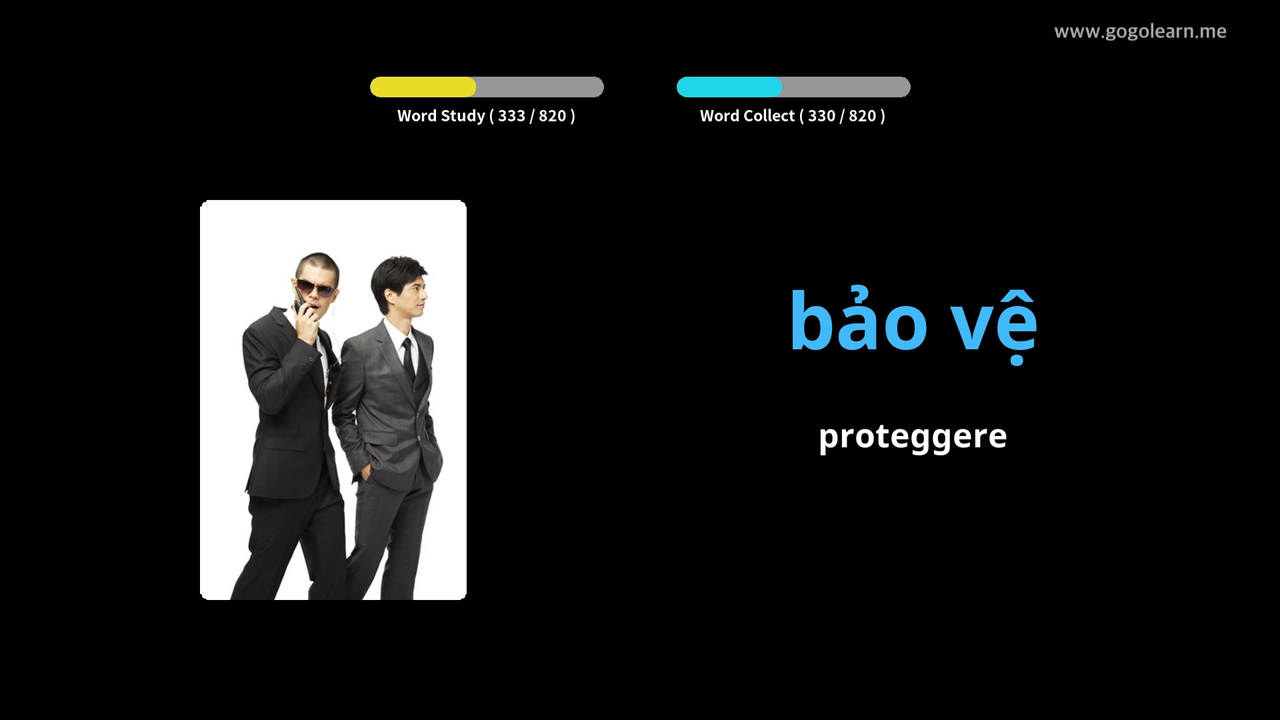 www.gogolearn.me
Word Study ( 333 / 820 )
Word Collect ( 330 / 820 )
bảo vệ
proteggere